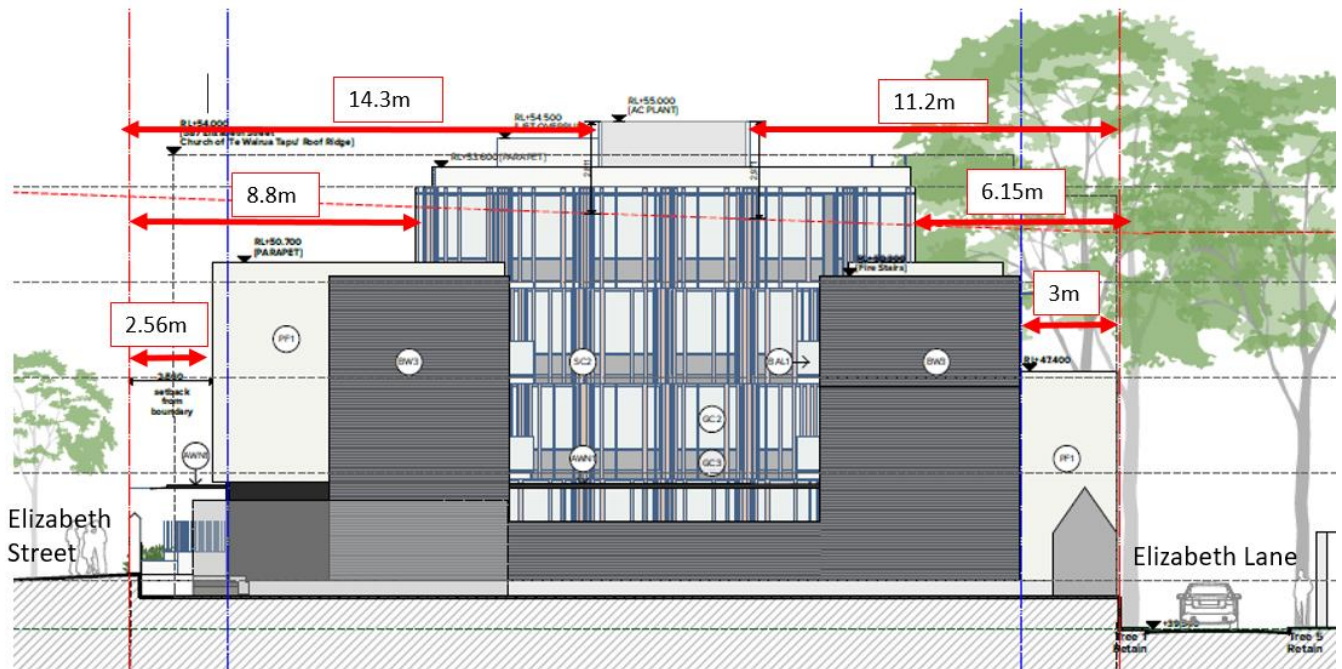 14.3m
11.2m
RL+55.000
(AC PLANT)
RL+54.500
RL+54.000
Church of 'Te Wairua Tapu' Roof Ridge)
RL+53.600 (PARAPET)
8.8m
6.15m
RL+50.700
(PARAPET)
(Fire Stairs)
2.56m
3m
PF1
BW3
SC2
BAL1
BW3
RL+47.400
setback
from
boundary
GC2
AWN1
AWN1
GC3
PF1
Elizabeth
Street
Elizabeth Lane
Tree 1
Retain
Tree 5
Retain